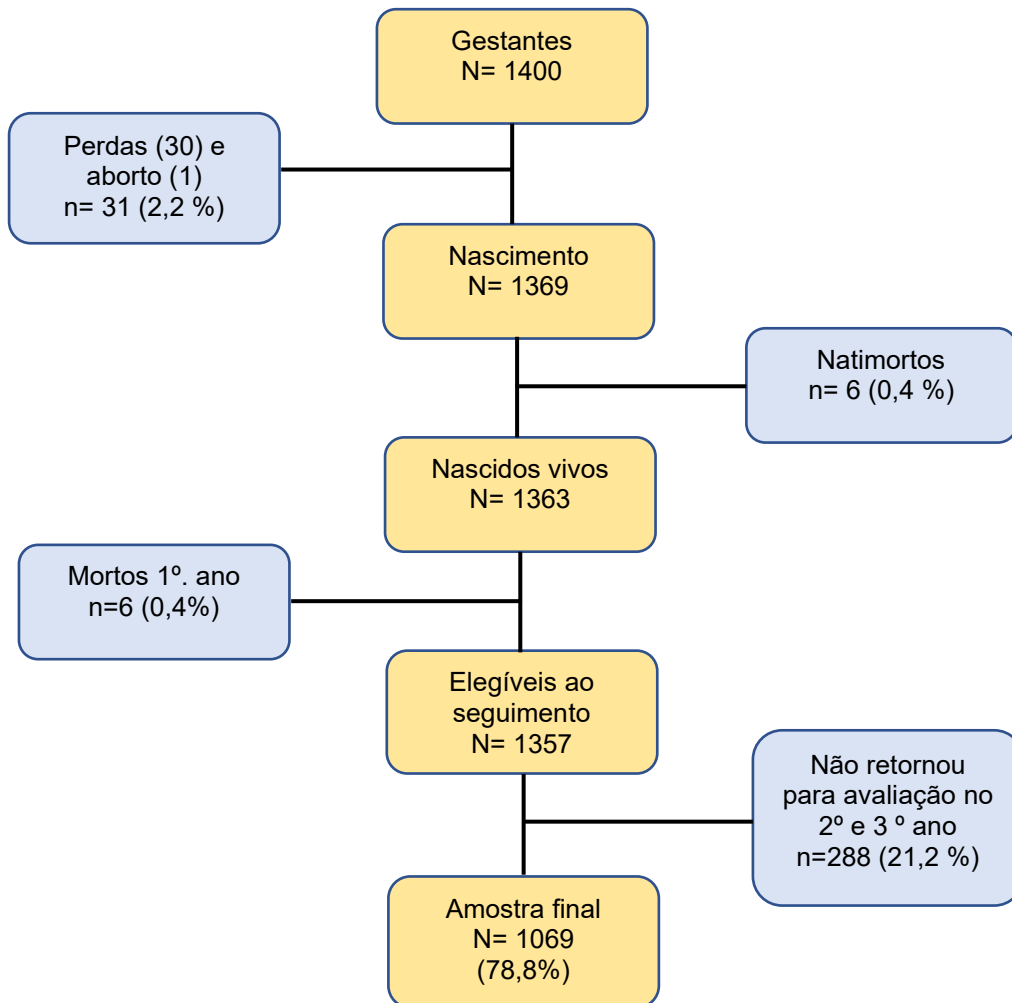 Gestantes
N= 1400
Perdas (30) e
aborto (1)
n= 31 (2,2 %)
Nascimento
N= 1369
Natimortos
n= 6 (0,4 %)
Nascidos vivos
N= 1363
Mortos 1º. ano
n=6 (0,4%)
Elegíveis ao
seguimento
N= 1357
Não retornou
para avaliação no
2º e 3 º ano
n=288 (21,2 %)
Amostra final
N= 1069
(78,8%)